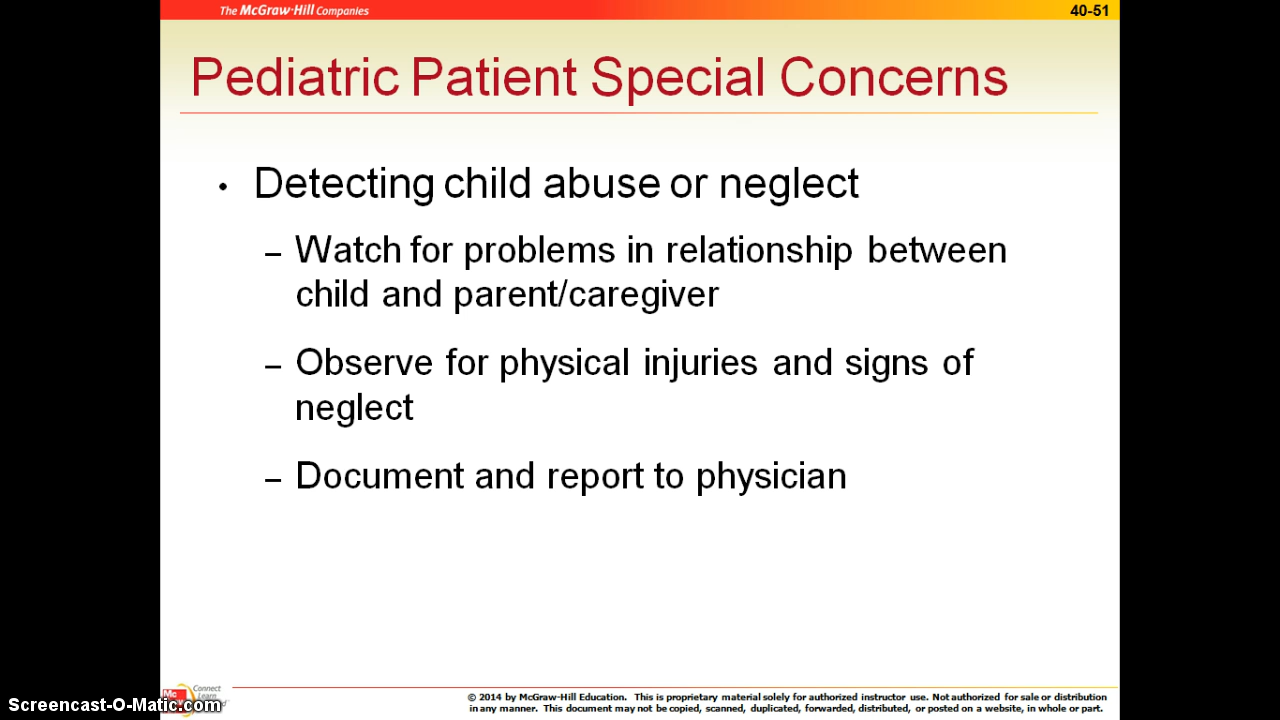 The McGraw-Hill Companies
40-51
Pediatric Patient Special Concerns
• Detecting child abuse or neglect
– Watch for problems in relationship between
child and parent/caregiver
– Observe for physical injuries and signs of
neglect
– Document and report to physician
Mc
Connect
Learn
Screencast-O-Matic.com
© 2014 by McGraw-Hill Education. This is proprietary material solely for authorized instructor use. Not authorized for sale or distribution
in any manner. This document may not be copied, scanned, duplicated, forwarded, distributed, or posted on a website, in whole or part.